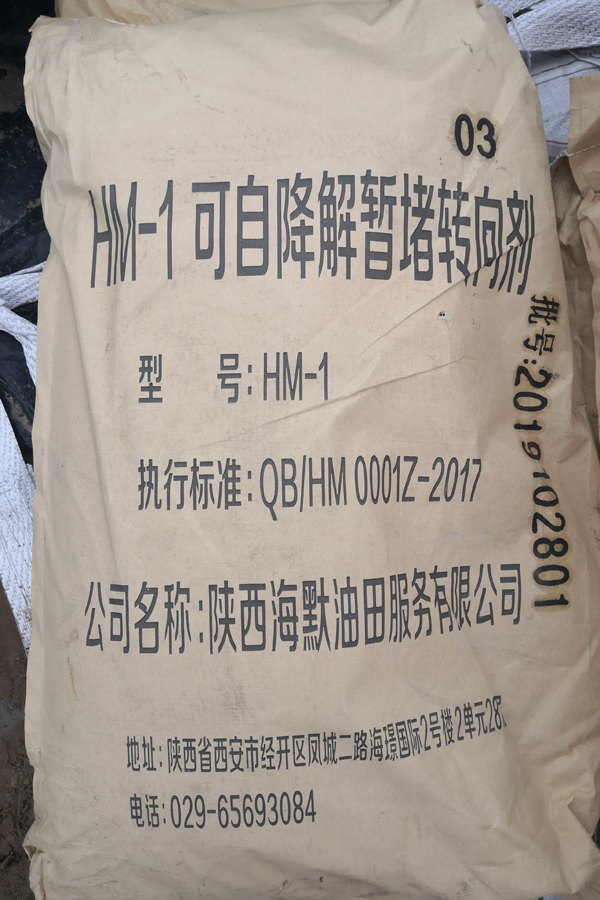 03
HM-1 可自降解暂堵转向剂
型 号: HM-1
执行标准: QB/HM 0001Z-2017
公司名称: 陕西海默油田服务有限公司
地址: 陕西省西安市经开区凤城二路海璟国际2号楼2单元28
电话: 029-65693084
批号: 2019102801